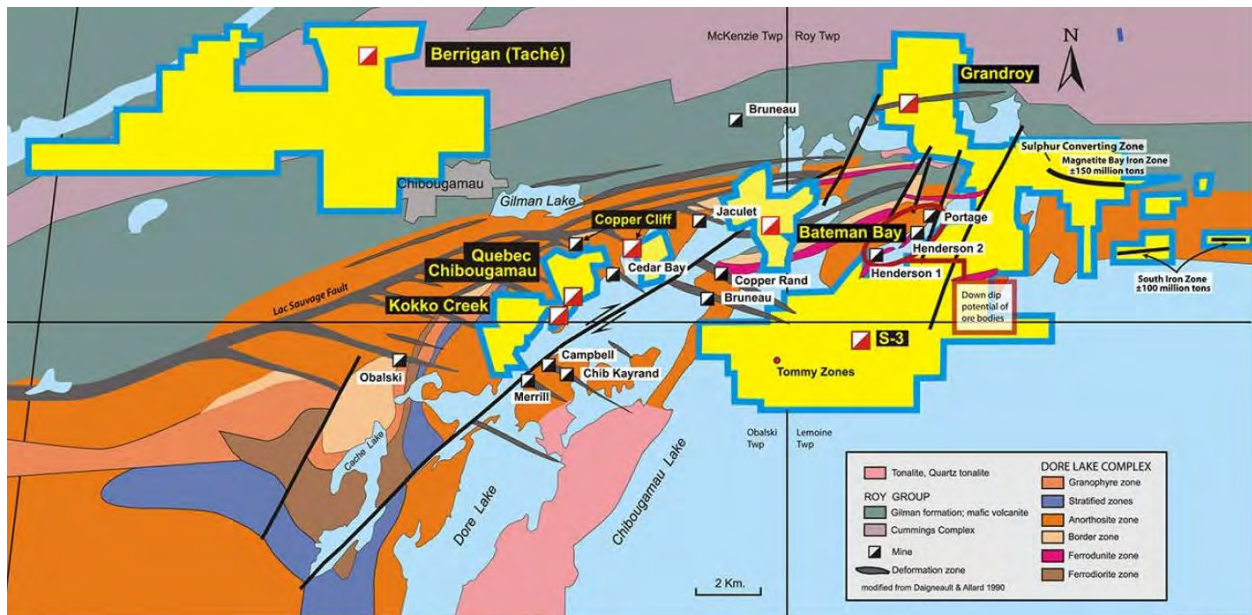 McKenzie Twp
Roy Twp
N
Berrigan (Taché)
Grandroy
Bruneau
Sulphur Converting Zone
Magnetite Bay Iron Zone
±150 million tons
Chibougamau
Gilman Lake
Copper Cliff
Jaculet
Portage
Bateman Bay
Henderson 2
Quebec
Chibougamau
Cedar Bay
Henderson 1
Copper Rand
South Iron Zone
±100 million tons
Kokko Creek
Bruneau
Lac Sauvage Fault
Down dip
potential of
ore bodies
S-3
Campbell
Tommy Zones
Obalski
Chib Kayrand
Merrill
Cache Lake
Dore Lake
Chibougamau Lake
Obalski
Twp
Lemoine
Twp
Tonalite, Quartz tonalite
ROY GROUP
Gilman formation; mafic volcanite
Cummings Complex
Mine
Deformation zone
modified from Daigneault & Allard 1990
DORE LAKE COMPLEX
Granophyre zone
Stratified zones
Anorthosite zone
Border zone
Ferrodunite zone
Ferrodiorite zone
2 Km.